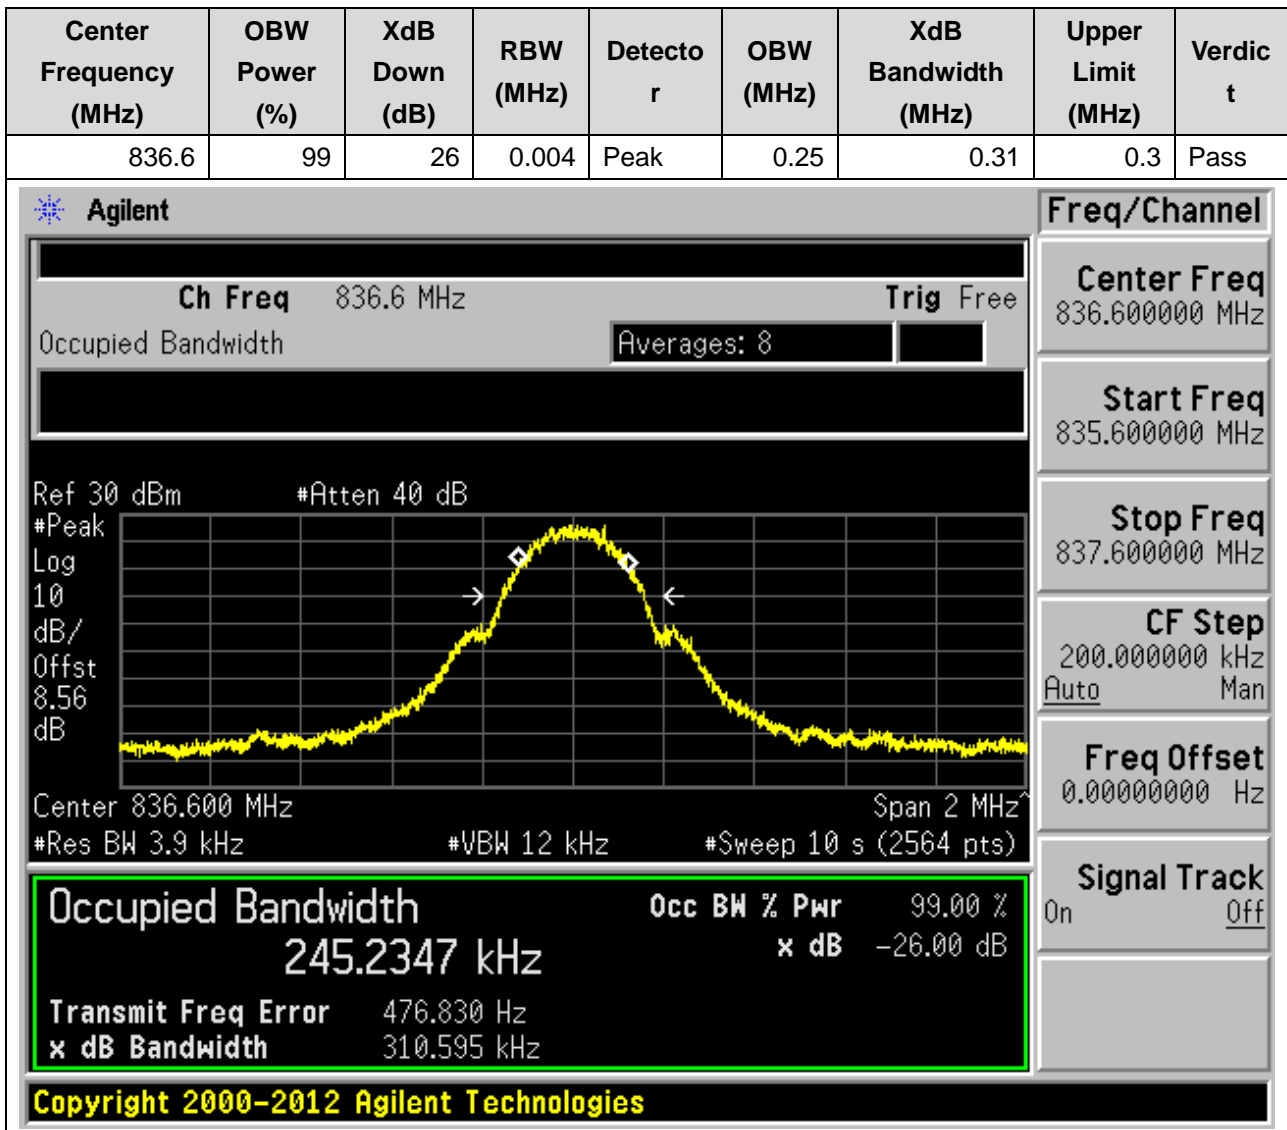 Center Frequency (MHz) OBW Power (%) XdB Down (dB) RBW (MHz) Detector OBW (MHz) XdB Bandwidth (MHz) Upper Limit (MHz) Verdict
836.6 99 26 0.004 Peak 0.25 0.31 0.3 Pass
Agilent
Freq/Channel
Ch Freq 836.6 MHz Trig Free
Occupied Bandwidth Averages: 8
Ref 30 dBm #Atten 40 dB
#Peak
Log
10
dB/
Offst
8.56
dB
Center 836.600 MHz Span 2 MHz^
#Res BW 3.9 kHz #VBW 12 kHz #Sweep 10 s (2564 pts)
Occupied Bandwidth Occ BW % Pwr 99.00 %
245.2347 kHz x dB -26.00 dB
Transmit Freq Error 476.830 Hz
x dB Bandwidth 310.595 kHz
Copyright 2000-2012 Agilent Technologies
Center Freq
836.600000 MHz
Start Freq
835.600000 MHz
Stop Freq
837.600000 MHz
CF Step
200.000000 kHz
Auto Man
Freq Offset
0.00000000 Hz
Signal Track
On Off